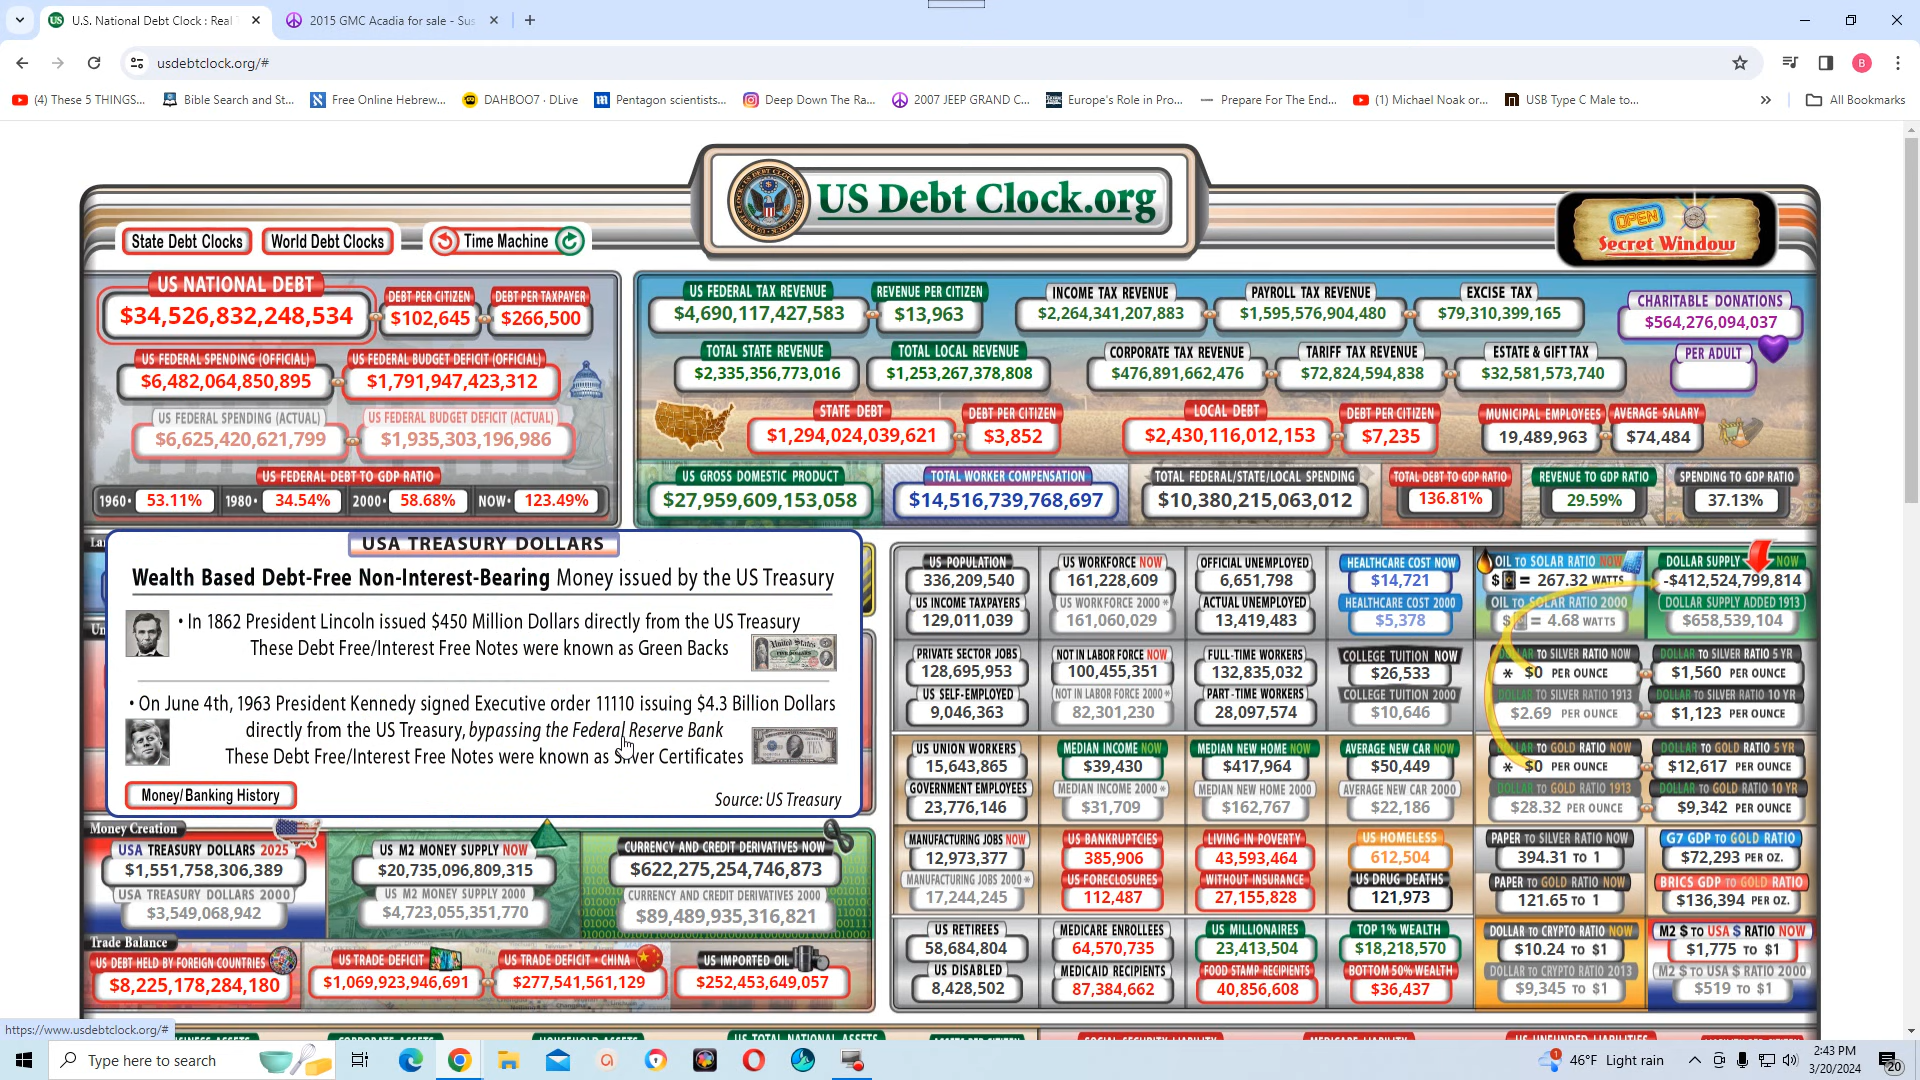 U.S. National Debt Clock : Real
2015 GMC Acadia for sale - Sus
usdebtclock.org/#
(4) These 5 THINGS...
Bible Search and St...
Free Online Hebrew...
DAHBOO7 · DLive
Pentagon scientists...
Deep Down The Ra...
2007 JEEP GRAND C...
Europe's Role in Pro...
Prepare For The End...
(1) Michael Noak or...
USB Type C Male to...
All Bookmarks
US Debt Clock.org
State Debt Clocks
World Debt Clocks
Time Machine
OPEN
Secret Window
US NATIONAL DEBT
$34,526,832,248,534
DEBT PER CITIZEN
$102,645
DEBT PER TAXPAYER
$266,500
US FEDERAL SPENDING (OFFICIAL)
$6,482,064,850,895
US FEDERAL BUDGET DEFICIT (OFFICIAL)
$1,791,947,423,312
US FEDERAL SPENDING (ACTUAL)
$6,625,420,621,799
US FEDERAL BUDGET DEFICIT (ACTUAL)
$1,935,303,196,986
US FEDERAL DEBT TO GDP RATIO
1960• 53.11% 1980• 34.54% 2000• 58.68% NOW• 123.49%
US FEDERAL TAX REVENUE
$4,690,117,427,583
REVENUE PER CITIZEN
$13,963
INCOME TAX REVENUE
$2,264,341,207,883
PAYROLL TAX REVENUE
$1,595,576,904,480
EXCISE TAX
$79,310,399,165
CHARITABLE DONATIONS
$564,276,094,037
PER ADULT
TOTAL STATE REVENUE
$2,335,356,773,016
TOTAL LOCAL REVENUE
$1,253,267,378,808
CORPORATE TAX REVENUE
$476,891,662,476
TARIFF TAX REVENUE
$72,824,594,838
ESTATE & GIFT TAX
$32,581,573,740
STATE DEBT
$1,294,024,039,621
DEBT PER CITIZEN
$3,852
LOCAL DEBT
$2,430,116,012,153
DEBT PER CITIZEN
$7,235
MUNICIPAL EMPLOYEES
19,489,963
AVERAGE SALARY
$74,484
US GROSS DOMESTIC PRODUCT
$27,959,609,153,058
TOTAL WORKER COMPENSATION
$14,516,739,768,697
TOTAL FEDERAL/STATE/LOCAL SPENDING
$10,380,215,063,012
TOTAL DEBT TO GDP RATIO
136.81%
REVENUE TO GDP RATIO
29.59%
SPENDING TO GDP RATIO
37.13%
USA TREASURY DOLLARS
Wealth Based Debt-Free Non-Interest-Bearing Money issued by the US Treasury
• In 1862 President Lincoln issued $450 Million Dollars directly from the US Treasury
These Debt Free/Interest Free Notes were known as Green Backs
• On June 4th, 1963 President Kennedy signed Executive order 11110 issuing $4.3 Billion Dollars
directly from the US Treasury, bypassing the Federal Reserve Bank
These Debt Free/Interest Free Notes were known as Silver Certificates
Money/Banking History
Source: US Treasury
Money Creation
USA TREASURY DOLLARS 2025
$1,551,758,306,389
USA TREASURY DOLLARS 2000
$3,549,068,942
US M2 MONEY SUPPLY NOW
$20,735,096,809,315
US M2 MONEY SUPPLY 2000
$4,723,055,351,770
CURRENCY AND CREDIT DERIVATIVES NOW
$622,275,254,746,873
CURRENCY AND CREDIT DERIVATIVES 2000
$89,489,935,316,821
Trade Balance
US DEBT HELD BY FOREIGN COUNTRIES
$8,225,178,284,180
US TRADE DEFICIT
$1,069,923,946,691
US TRADE DEFICIT • CHINA
$277,541,561,129
US IMPORTED OIL
$252,453,649,057
US POPULATION
336,209,540
US INCOME TAXPAYERS
129,011,039
US WORKFORCE NOW
161,228,609
US WORKFORCE 2000 *
161,060,029
OFFICIAL UNEMPLOYED
6,651,798
ACTUAL UNEMPLOYED
13,419,483
HEALTHCARE COST NOW
$14,721
HEALTHCARE COST 2000
$5,378
OIL TO SOLAR RATIO NOW
$ = 267.32 WATTS
OIL TO SOLAR RATIO 2000
$ = 4.68 WATTS
DOLLAR SUPPLY NOW
-$412,524,799,814
DOLLAR SUPPLY ADDED 1913
$658,539,104
PRIVATE SECTOR JOBS
128,695,953
US SELF-EMPLOYED
9,046,363
NOT IN LABOR FORCE NOW
100,455,351
NOT IN LABOR FORCE 2000 *
82,301,230
FULL-TIME WORKERS
132,835,032
PART-TIME WORKERS
28,097,574
COLLEGE TUITION NOW
$26,533
COLLEGE TUITION 2000
$10,646
TO SILVER RATIO NOW
* $0 PER OUNCE
DOLLAR TO SILVER RATIO 1913
$2.69 PER OUNCE
DOLLAR TO SILVER RATIO 5 YR
$1,560 PER OUNCE
DOLLAR TO SILVER RATIO 10 YR
$1,123 PER OUNCE
US UNION WORKERS
15,643,865
GOVERNMENT EMPLOYEES
23,776,146
MEDIAN INCOME NOW
$39,430
MEDIAN INCOME 2000 *
$31,709
MEDIAN NEW HOME NOW
$417,964
MEDIAN NEW HOME 2000
$162,767
AVERAGE NEW CAR NOW
$50,449
AVERAGE NEW CAR 2000
$22,186
TO GOLD RATIO NOW
* $0 PER OUNCE
DOLLAR TO GOLD RATIO 1913
$28.32 PER OUNCE
DOLLAR TO GOLD RATIO 5 YR
$12,617 PER OUNCE
DOLLAR TO GOLD RATIO 10 YR
$9,342 PER OUNCE
MANUFACTURING JOBS NOW
12,973,377
MANUFACTURING JOBS 2000 *
17,244,245
US BANKRUPTCIES
385,906
US FORECLOSURES
112,487
LIVING IN POVERTY
43,593,464
WITHOUT INSURANCE
27,155,828
US HOMELESS
612,504
US DRUG DEATHS
121,973
PAPER TO SILVER RATIO NOW
394.31 TO 1
PAPER TO GOLD RATIO NOW
121.65 TO 1
G7 GDP TO GOLD RATIO
$72,293 PER OZ.
BRICS GDP TO GOLD RATIO
$136,394 PER OZ.
US RETIREES
58,684,804
US DISABLED
8,428,502
MEDICARE ENROLLEES
64,570,735
MEDICAID RECIPIENTS
87,384,662
US MILLIONAIRES
23,413,504
FOOD STAMP RECIPIENTS
40,856,608
TOP 1% WEALTH
$18,218,570
BOTTOM 50% WEALTH
$36,437
DOLLAR TO CRYPTO RATIO NOW
$10.24 TO $1
DOLLAR TO CRYPTO RATIO 2013
$9,345 TO $1
M2 $ TO USA $ RATIO NOW
$1,775 TO $1
M2 $ TO USA $ RATIO 2000
$519 TO $1
https://www.usdebtclock.org/#
Type here to search
46°F Light rain
2:43 PM
3/20/2024
20